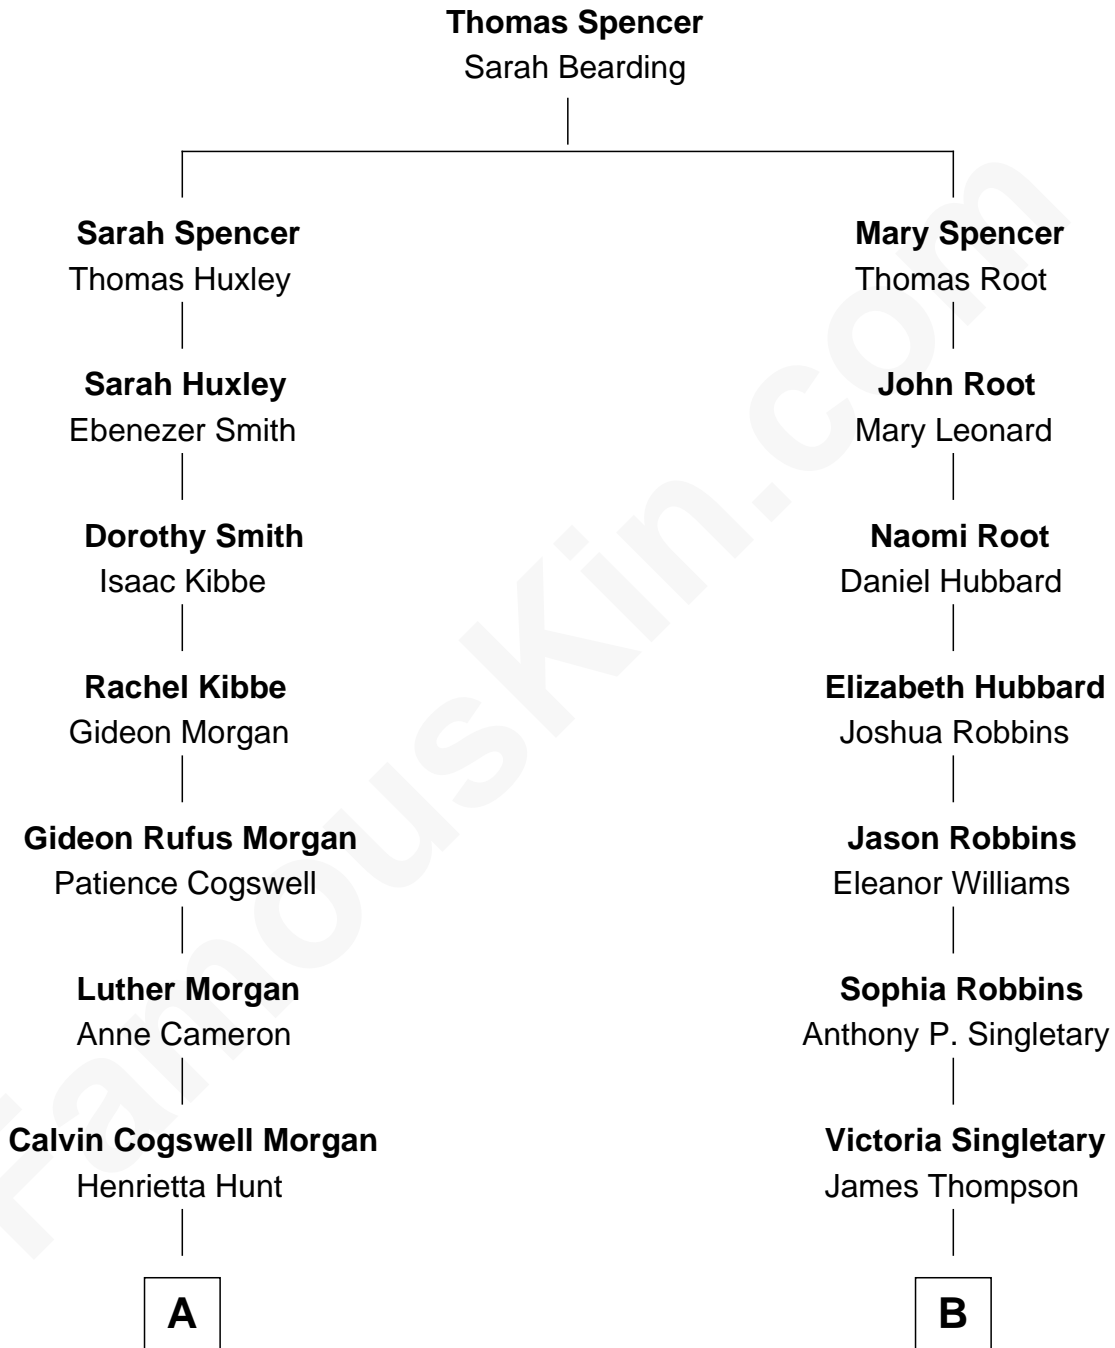 Thomas Spencer
Sarah Bearding
Sarah Spencer
Thomas Huxley
Sarah Huxley
Ebenezer Smith
Dorothy Smith
Isaac Kibbe
Rachel Kibbe
Gideon Morgan
Gideon Rufus Morgan
Patience Cogswell
Luther Morgan
Anne Cameron
Calvin Cogswell Morgan
Henrietta Hunt
A
Mary Spencer
Thomas Root
John Root
Mary Leonard
Naomi Root
Daniel Hubbard
Elizabeth Hubbard
Joshua Robbins
Jason Robbins
Eleanor Williams
Sophia Robbins
Anthony P. Singletary
Victoria Singletary
James Thompson
B
FamousKin.com